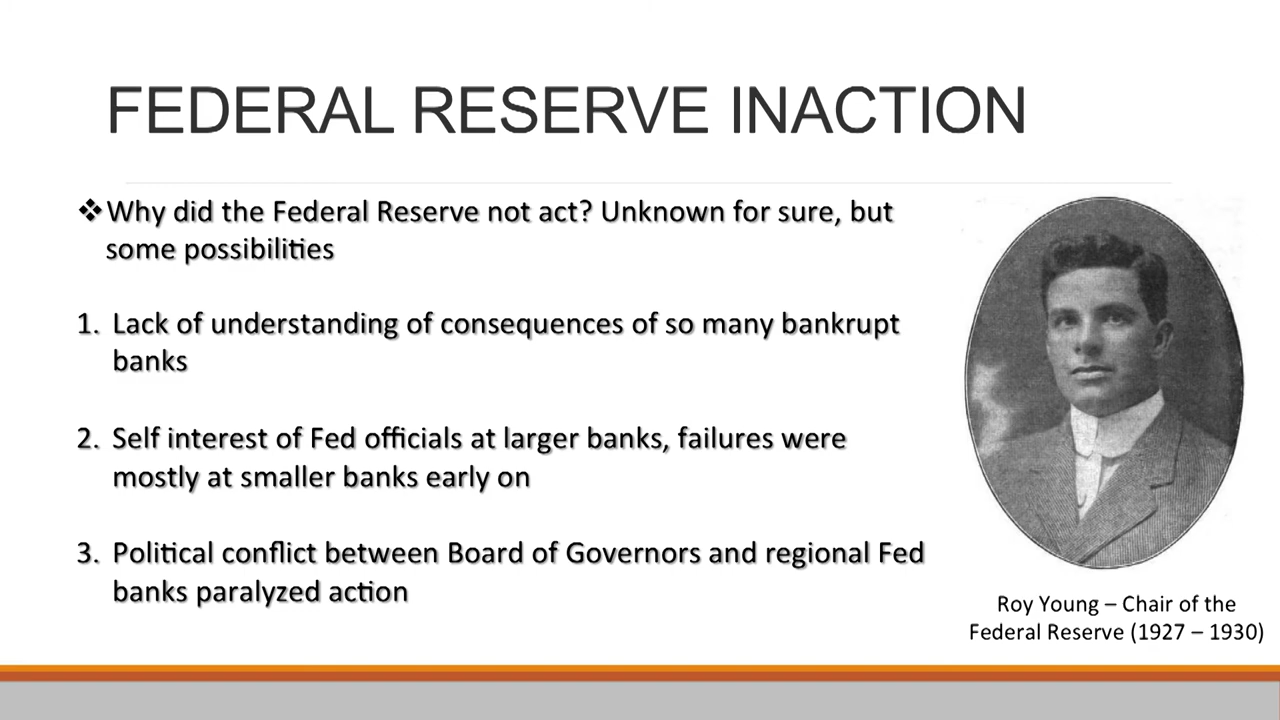 FEDERAL RESERVE INACTION
❖Why did the Federal Reserve not act? Unknown for sure, but
some possibilities
1. Lack of understanding of consequences of so many bankrupt
banks
2. Self interest of Fed officials at larger banks, failures were
mostly at smaller banks early on
3. Political conflict between Board of Governors and regional Fed
banks paralyzed action
Roy Young – Chair of the
Federal Reserve (1927 – 1930)